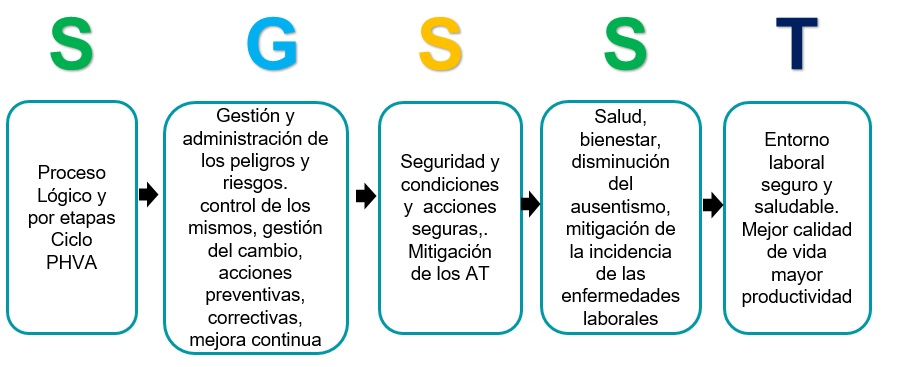 S G S S T
Proceso
Lógico y
por etapas
Ciclo
PHVA
Gestión y
administración de
los peligros y
riesgos.
control de los
mismos, gestión
del cambio,
acciones
preventivas,
correctivas,
mejora continua
Seguridad y
condiciones
y acciones
seguras,.
Mitigación
de los AT
Salud,
bienestar,
disminución
del
ausentismo,
mitigación de
la incidencia
de las
enfermedades
laborales
Entorno
laboral
seguro y
saludable.
Mejor calidad
de vida
mayor
productividad